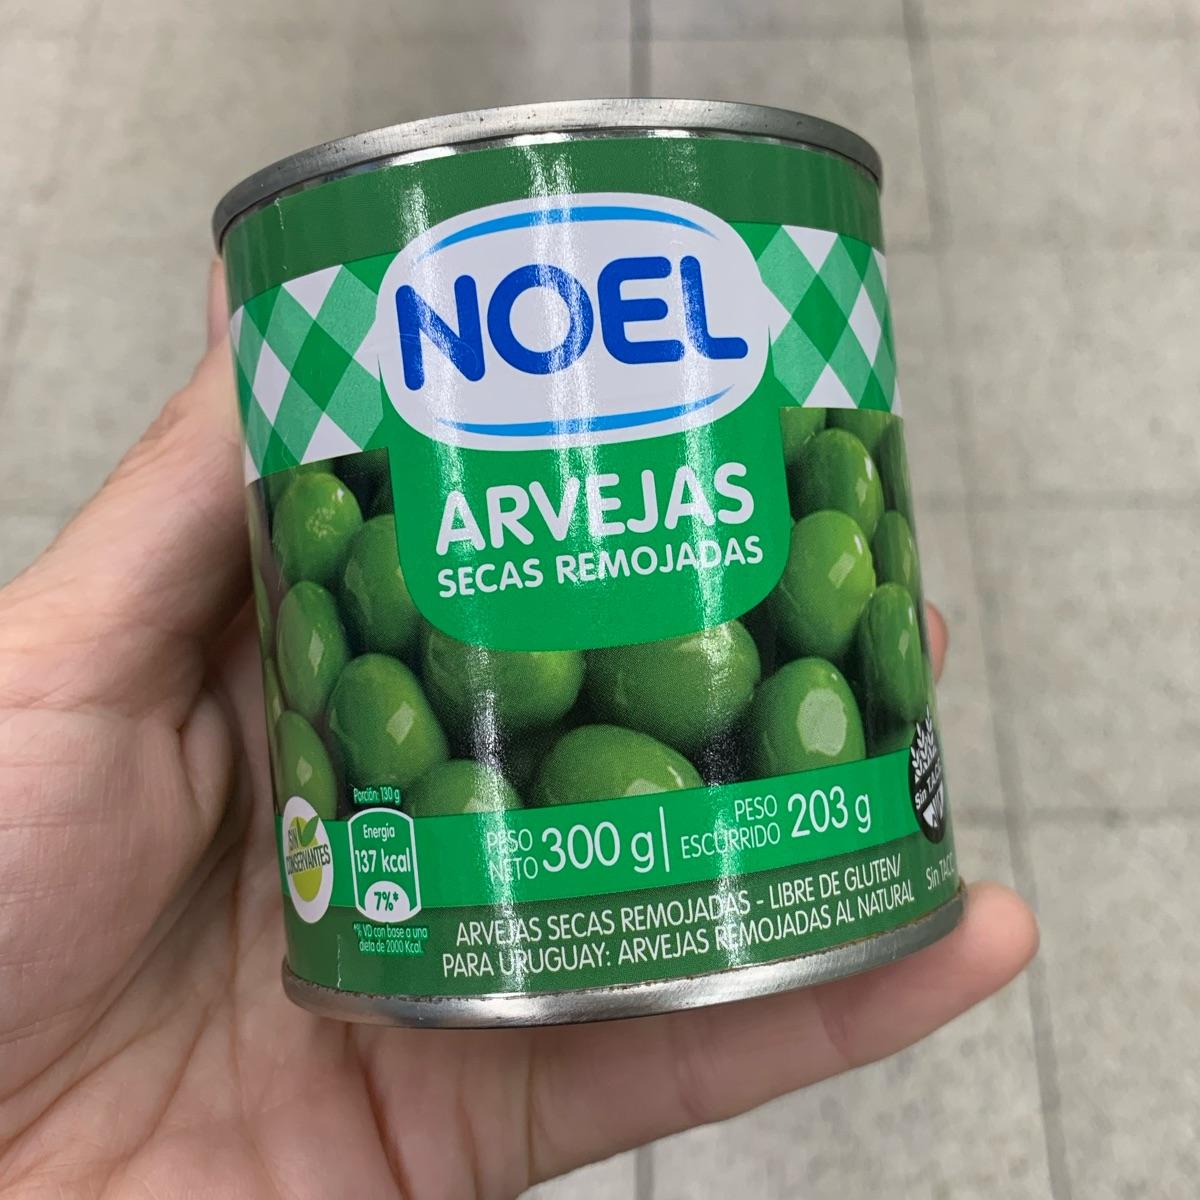 NOEL
ARVEJAS
SECAS REMOJADAS
SIN
CONSERVANTES
Porción: 130 g
Energía
137 kcal
7%*
*% VD con base a una
dieta de 2000 Kcal.
PESO
NETO 300 g
PESO
ESCURRIDO 203 g
Sin T.A.C.C.
ARVEJAS SECAS REMOJADAS - LIBRE DE GLUTEN/
PARA URUGUAY: ARVEJAS REMOJADAS AL NATURAL
Sin